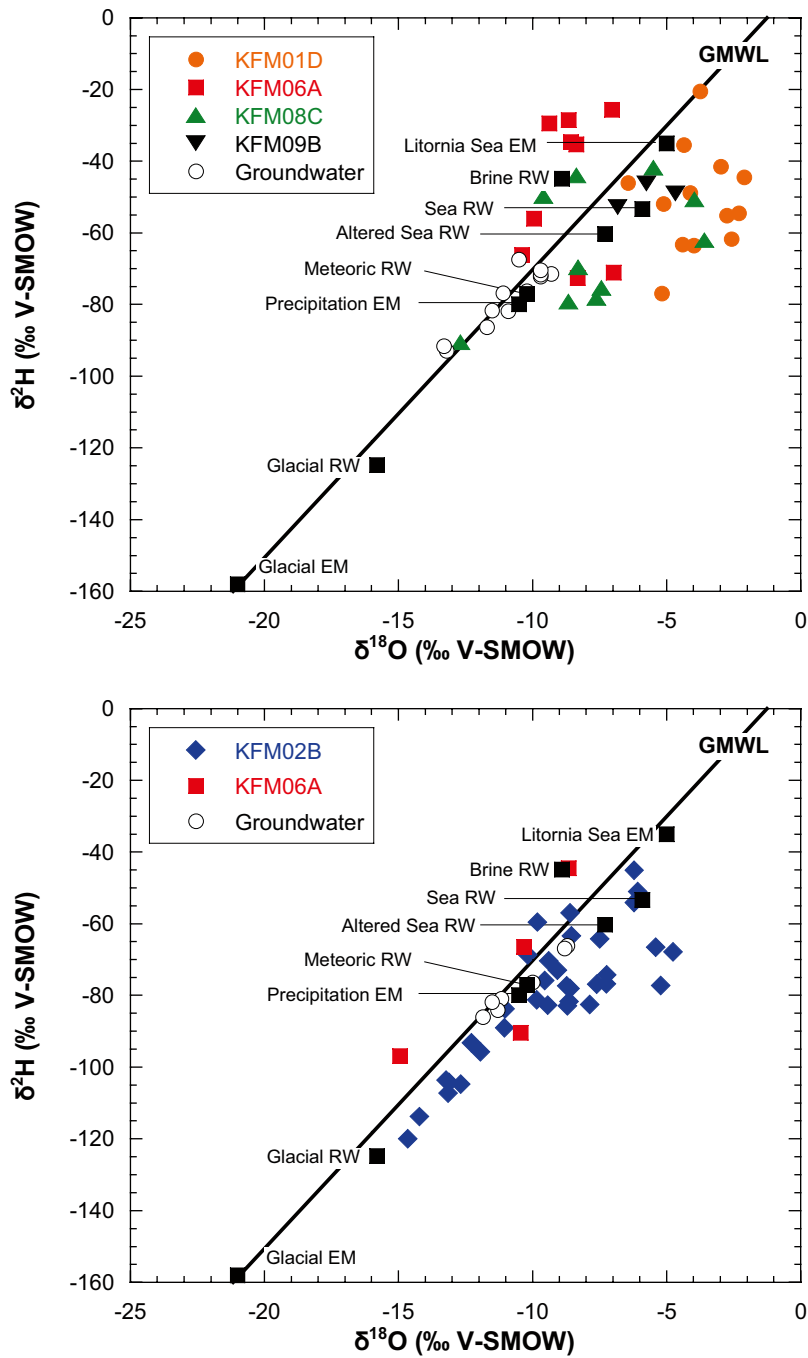 0
-20
-40
-60
-80
-100
-120
-140
-160
δ²H (‰ V-SMOW)
KFM01D
KFM06A
KFM08C
KFM09B
Groundwater
GMWL
Litornia Sea EM
Brine RW
Sea RW
Altered Sea RW
Meteoric RW
Precipitation EM
Glacial RW
Glacial EM
-25 -20 -15 -10 -5 0
δ¹⁸O (‰ V-SMOW)
0
-20
-40
-60
-80
-100
-120
-140
-160
δ²H (‰ V-SMOW)
KFM02B
KFM06A
Groundwater
GMWL
Litornia Sea EM
Brine RW
Sea RW
Altered Sea RW
Meteoric RW
Precipitation EM
Glacial RW
Glacial EM
-25 -20 -15 -10 -5 0
δ¹⁸O (‰ V-SMOW)